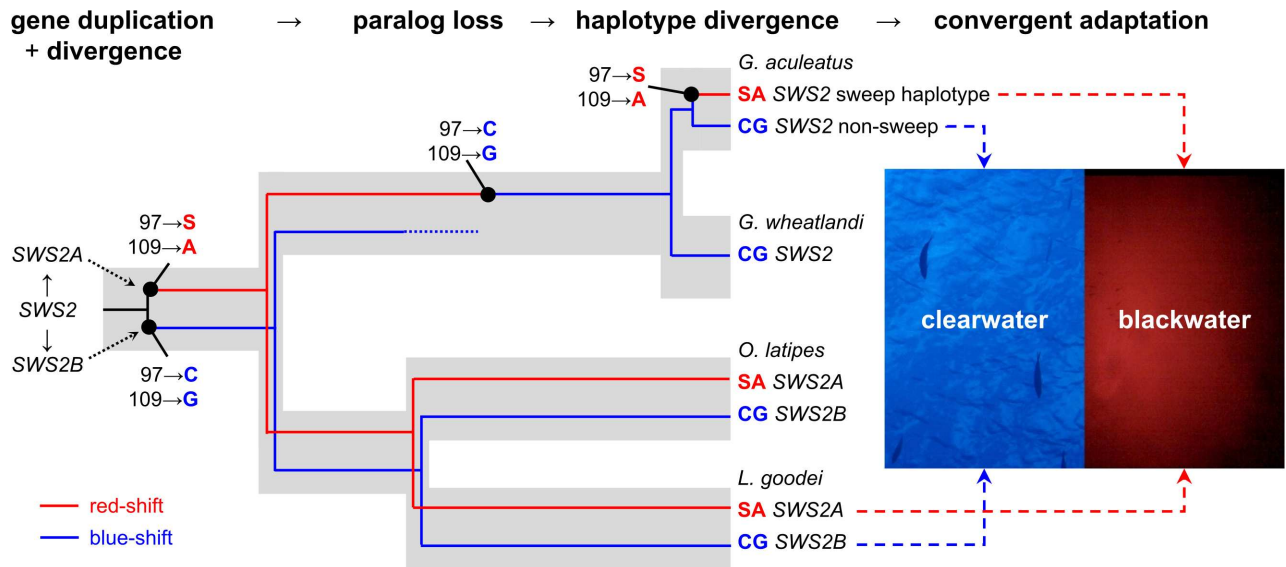 gene duplication → paralog loss → haplotype divergence → convergent adaptation
+ divergence
G. aculeatus
97→S
109→A
SA SWS2 sweep haplotype
CG SWS2 non-sweep
97→C
109→G
97→S
109→A
G. wheatlandi
CG SWS2
SWS2A
↑
SWS2
↓
SWS2B
97→C
109→G
clearwater
blackwater
O. latipes
SA SWS2A
CG SWS2B
L. goodei
SA SWS2A
CG SWS2B
red-shift
blue-shift